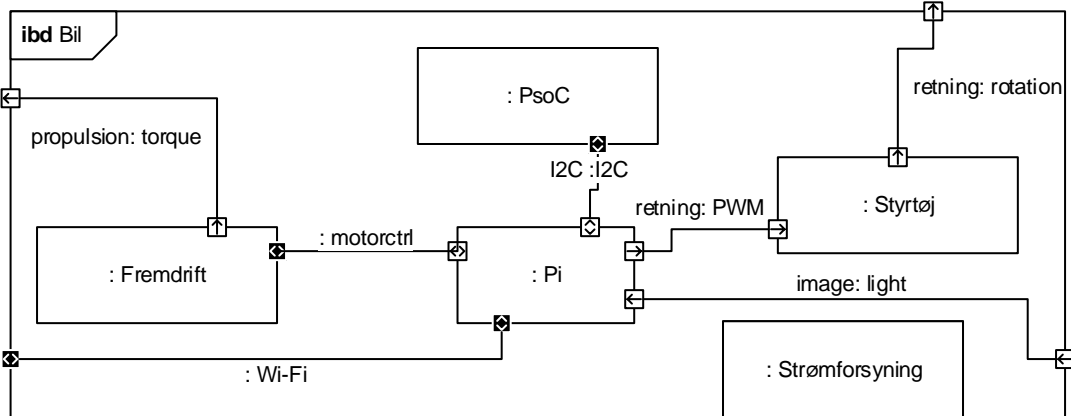 ibd Bil
: PsoC
retning: rotation
propulsion: torque
I2C :I2C
retning: PWM
: Styrtøj
: motorctrl
: Fremdrift
: Pi
image: light
: Wi-Fi
: Strømforsyning